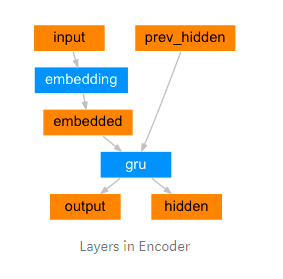 input
prev_hidden
embedding
embedded
gru
output
hidden
Layers in Encoder